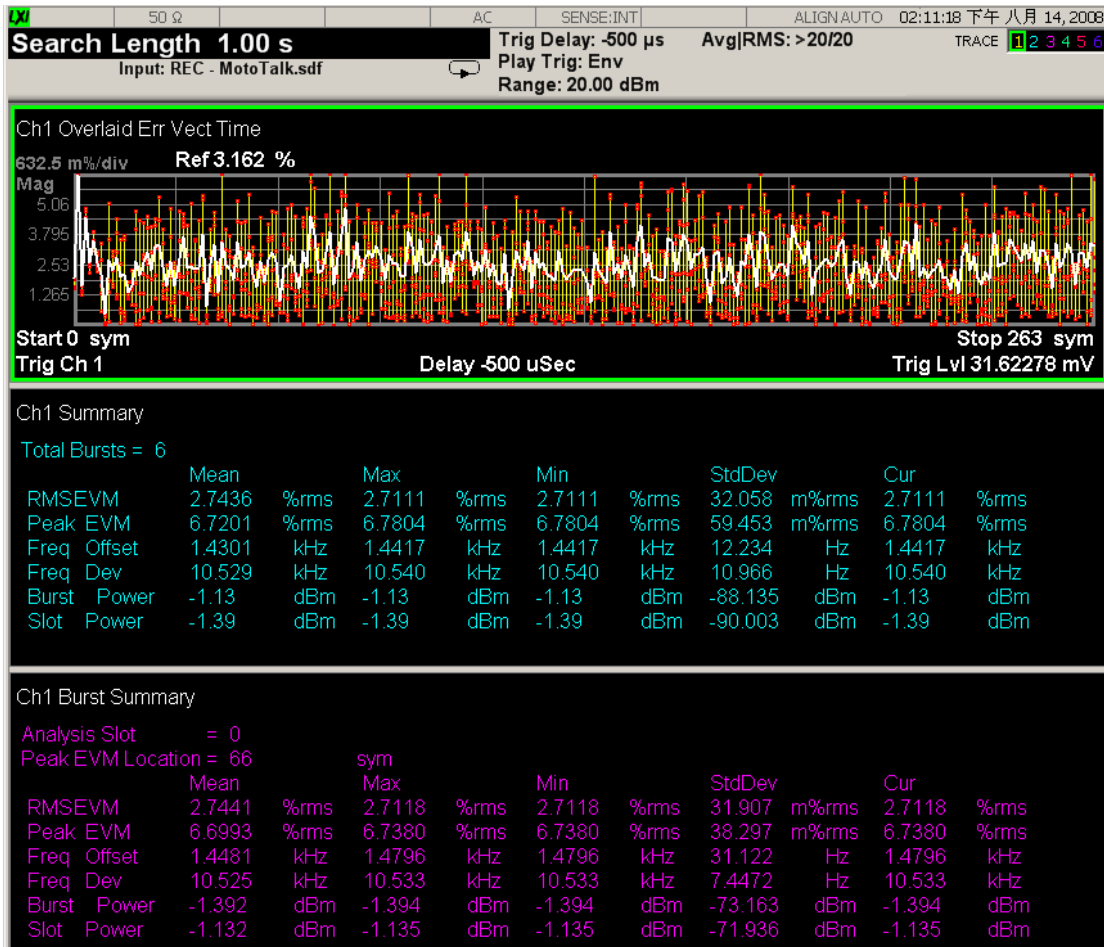 LXI 50 Ω AC SENSE:INT ALIGN AUTO 02:11:18 下午 八月 14, 2008
Search Length 1.00 s Trig Delay: -500 µs Avg|RMS: >20/20 TRACE 1 2 3 4 5 6
Input: REC - MotoTalk.sdf Play Trig: Env
Range: 20.00 dBm
Ch1 Overlaid Err Vect Time
632.5 m%/div Ref 3.162 %
Mag
5.06
3.795
2.53
1.265
Start 0 sym Stop 263 sym
Trig Ch 1 Delay -500 uSec Trig Lvl 31.62278 mV
Ch1 Summary
Total Bursts = 6
Mean Max Min StdDev Cur
RMSEVM 2.7436 %rms 2.7111 %rms 2.7111 %rms 32.058 m%rms 2.7111 %rms
Peak EVM 6.7201 %rms 6.7804 %rms 6.7804 %rms 59.453 m%rms 6.7804 %rms
Freq Offset 1.4301 kHz 1.4417 kHz 1.4417 kHz 12.234 Hz 1.4417 kHz
Freq Dev 10.529 kHz 10.540 kHz 10.540 kHz 10.966 Hz 10.540 kHz
Burst Power -1.13 dBm -1.13 dBm -1.13 dBm -88.135 dBm -1.13 dBm
Slot Power -1.39 dBm -1.39 dBm -1.39 dBm -90.003 dBm -1.39 dBm
Ch1 Burst Summary
Analysis Slot = 0
Peak EVM Location = 66 sym
Mean Max Min StdDev Cur
RMSEVM 2.7441 %rms 2.7118 %rms 2.7118 %rms 31.907 m%rms 2.7118 %rms
Peak EVM 6.6993 %rms 6.7380 %rms 6.7380 %rms 38.297 m%rms 6.7380 %rms
Freq Offset 1.4481 kHz 1.4796 kHz 1.4796 kHz 31.122 Hz 1.4796 kHz
Freq Dev 10.525 kHz 10.533 kHz 10.533 kHz 7.4472 Hz 10.533 kHz
Burst Power -1.392 dBm -1.394 dBm -1.394 dBm -73.163 dBm -1.394 dBm
Slot Power -1.132 dBm -1.135 dBm -1.135 dBm -71.936 dBm -1.135 dBm